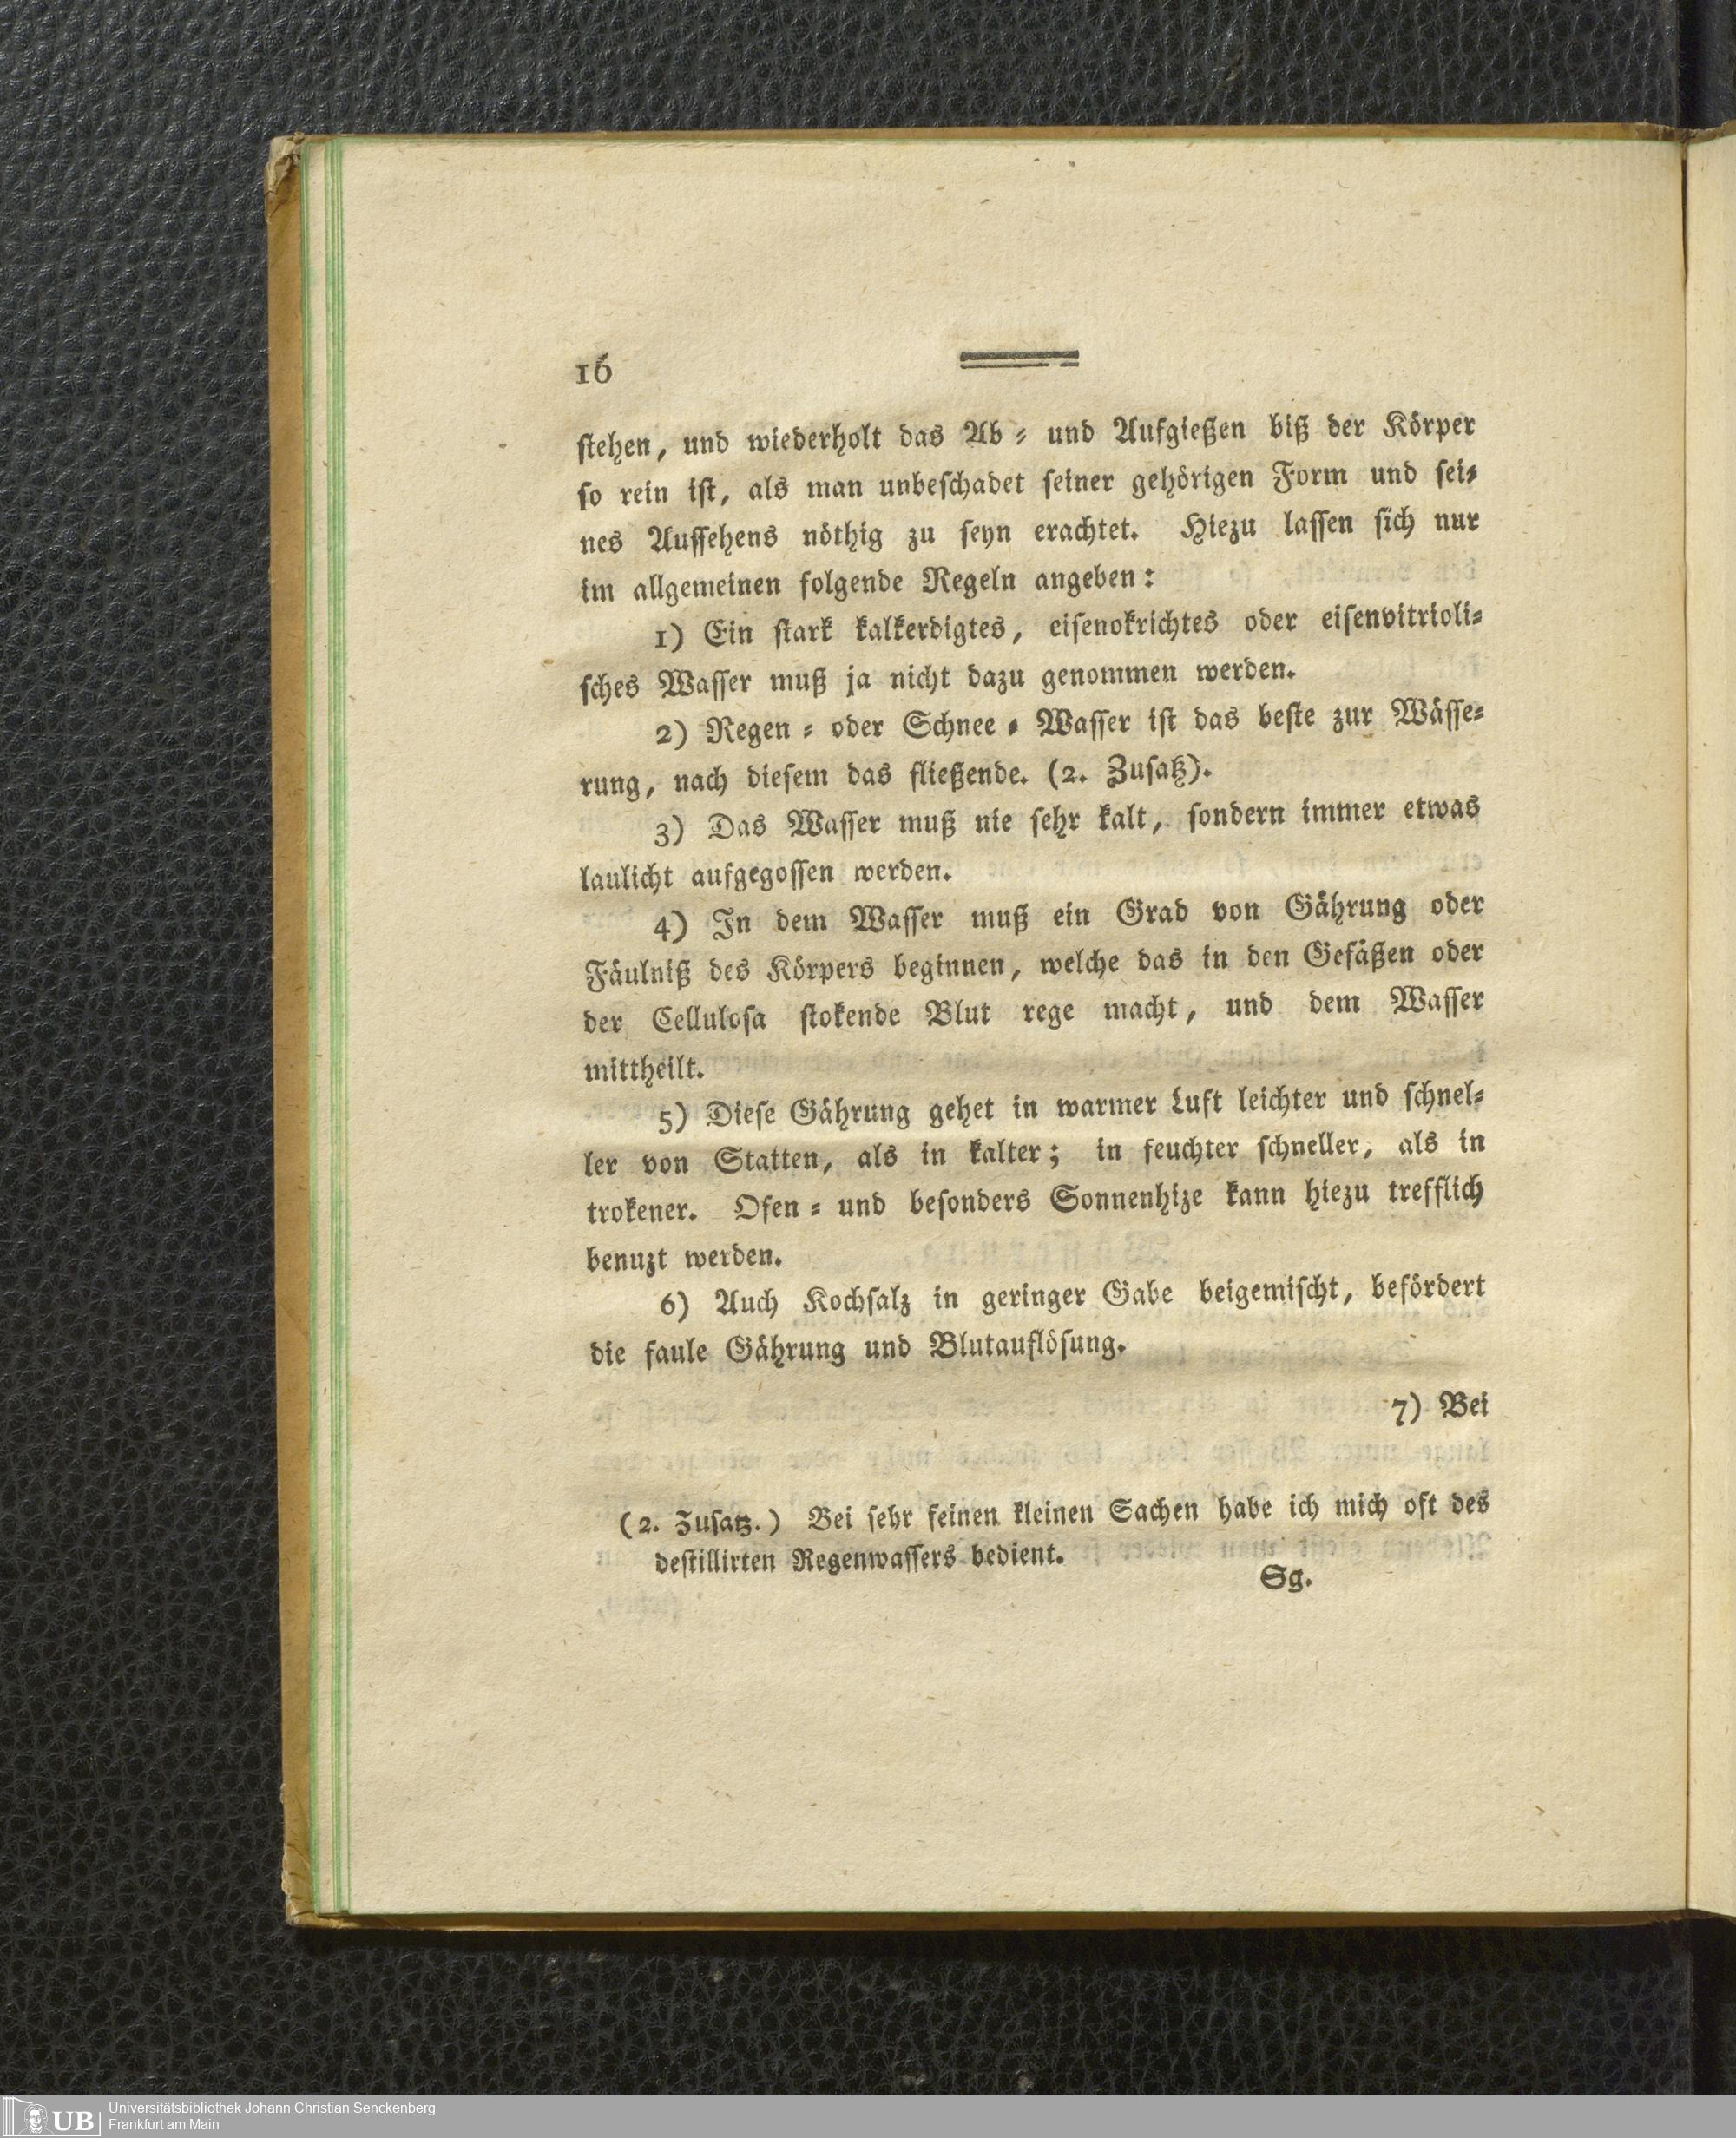 16
stehen, und wiederholt das Ab⸗ und Aufgießen biß der Körper
so rein ist, als man unbeschadet seiner gehörigen Form und sei⸗
nes Aussehens nöthig zu seyn erachtet. Hiezu lassen sich nur
im allgemeinen folgende Regeln angeben:
1) Ein stark kalkerdigtes, eisenokrichtes oder eisenvitrioli⸗
sches Wasser muß ja nicht dazu genommen werden.
2) Regen⸗ oder Schnee⸗Wasser ist das beste zur Wässe⸗
rung, nach diesem das fließende. (2. Zusatz).
3) Das Wasser muß nie sehr kalt, sondern immer etwas
laulicht aufgegossen werden.
4) In dem Wasser muß ein Grad von Gährung oder
Fäulniß des Körpers beginnen, welche das in den Gefäßen oder
der Cellulosa stokende Blut rege macht, und dem Wasser
mittheilt.
5) Diese Gährung gehet in warmer Luft leichter und schnel⸗
ler von Statten, als in kalter; in feuchter schneller, als in
trokener. Ofen⸗ und besonders Sonnenhize kann hiezu trefflich
benuzt werden.
6) Auch Kochsalz in geringer Gabe beigemischt, befördert
die faule Gährung und Blutauflösung.
7) Bei
(2. Zusatz.) Bei sehr feinen kleinen Sachen habe ich mich oft des
destillirten Regenwassers bedient.
Sg.
UB
Universitätsbibliothek Johann Christian Senckenberg
Frankfurt am Main